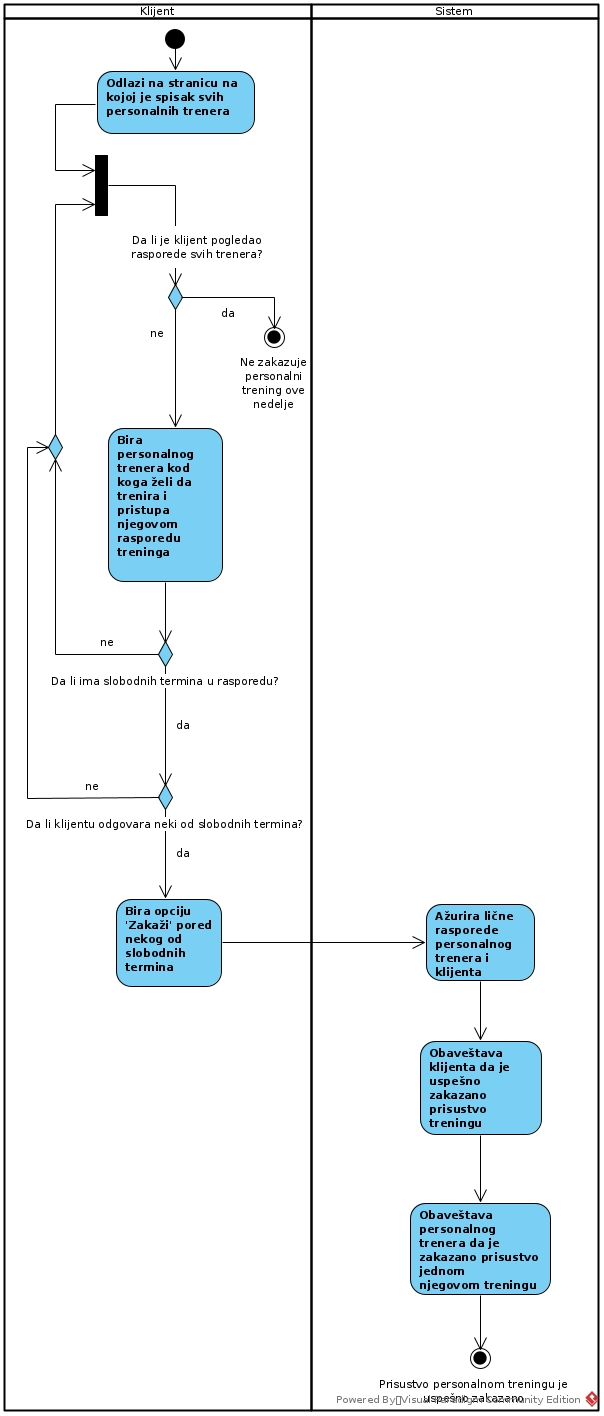 Klijent
Sistem
Odlazi na stranicu na
kojoj je spisak svih
personalnih trenera
Da li je klijent pogledao
rasporede svih trenera?
da
ne
Ne zakazuje
personalni
trening ove
nedelje
Bira
personalnog
trenera kod
koga želi da
trenira i
pristupa
njegovom
rasporedu
treninga
ne
Da li ima slobodnih termina u rasporedu?
da
ne
Da li klijentu odgovara neki od slobodnih termina?
da
Bira opciju
'Zakaži' pored
nekog od
slobodnih
termina
Ažurira lične
rasporede
personalnog
trenera i
klijenta
Obaveštava
klijenta da je
uspešno
zakazano
prisustvo
treningu
Obaveštava
personalnog
trenera da je
zakazano prisustvo
jednom
njegovom treningu
Prisustvo personalnom treningu je
uspešno zakazano
Powered By Visual Paradigm Community Edition